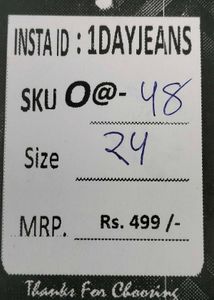 INSTA ID : 1DAYJEANS
SKU O@- 48
Size 24
MRP. Rs. 499 /-
Thanks For Choosing